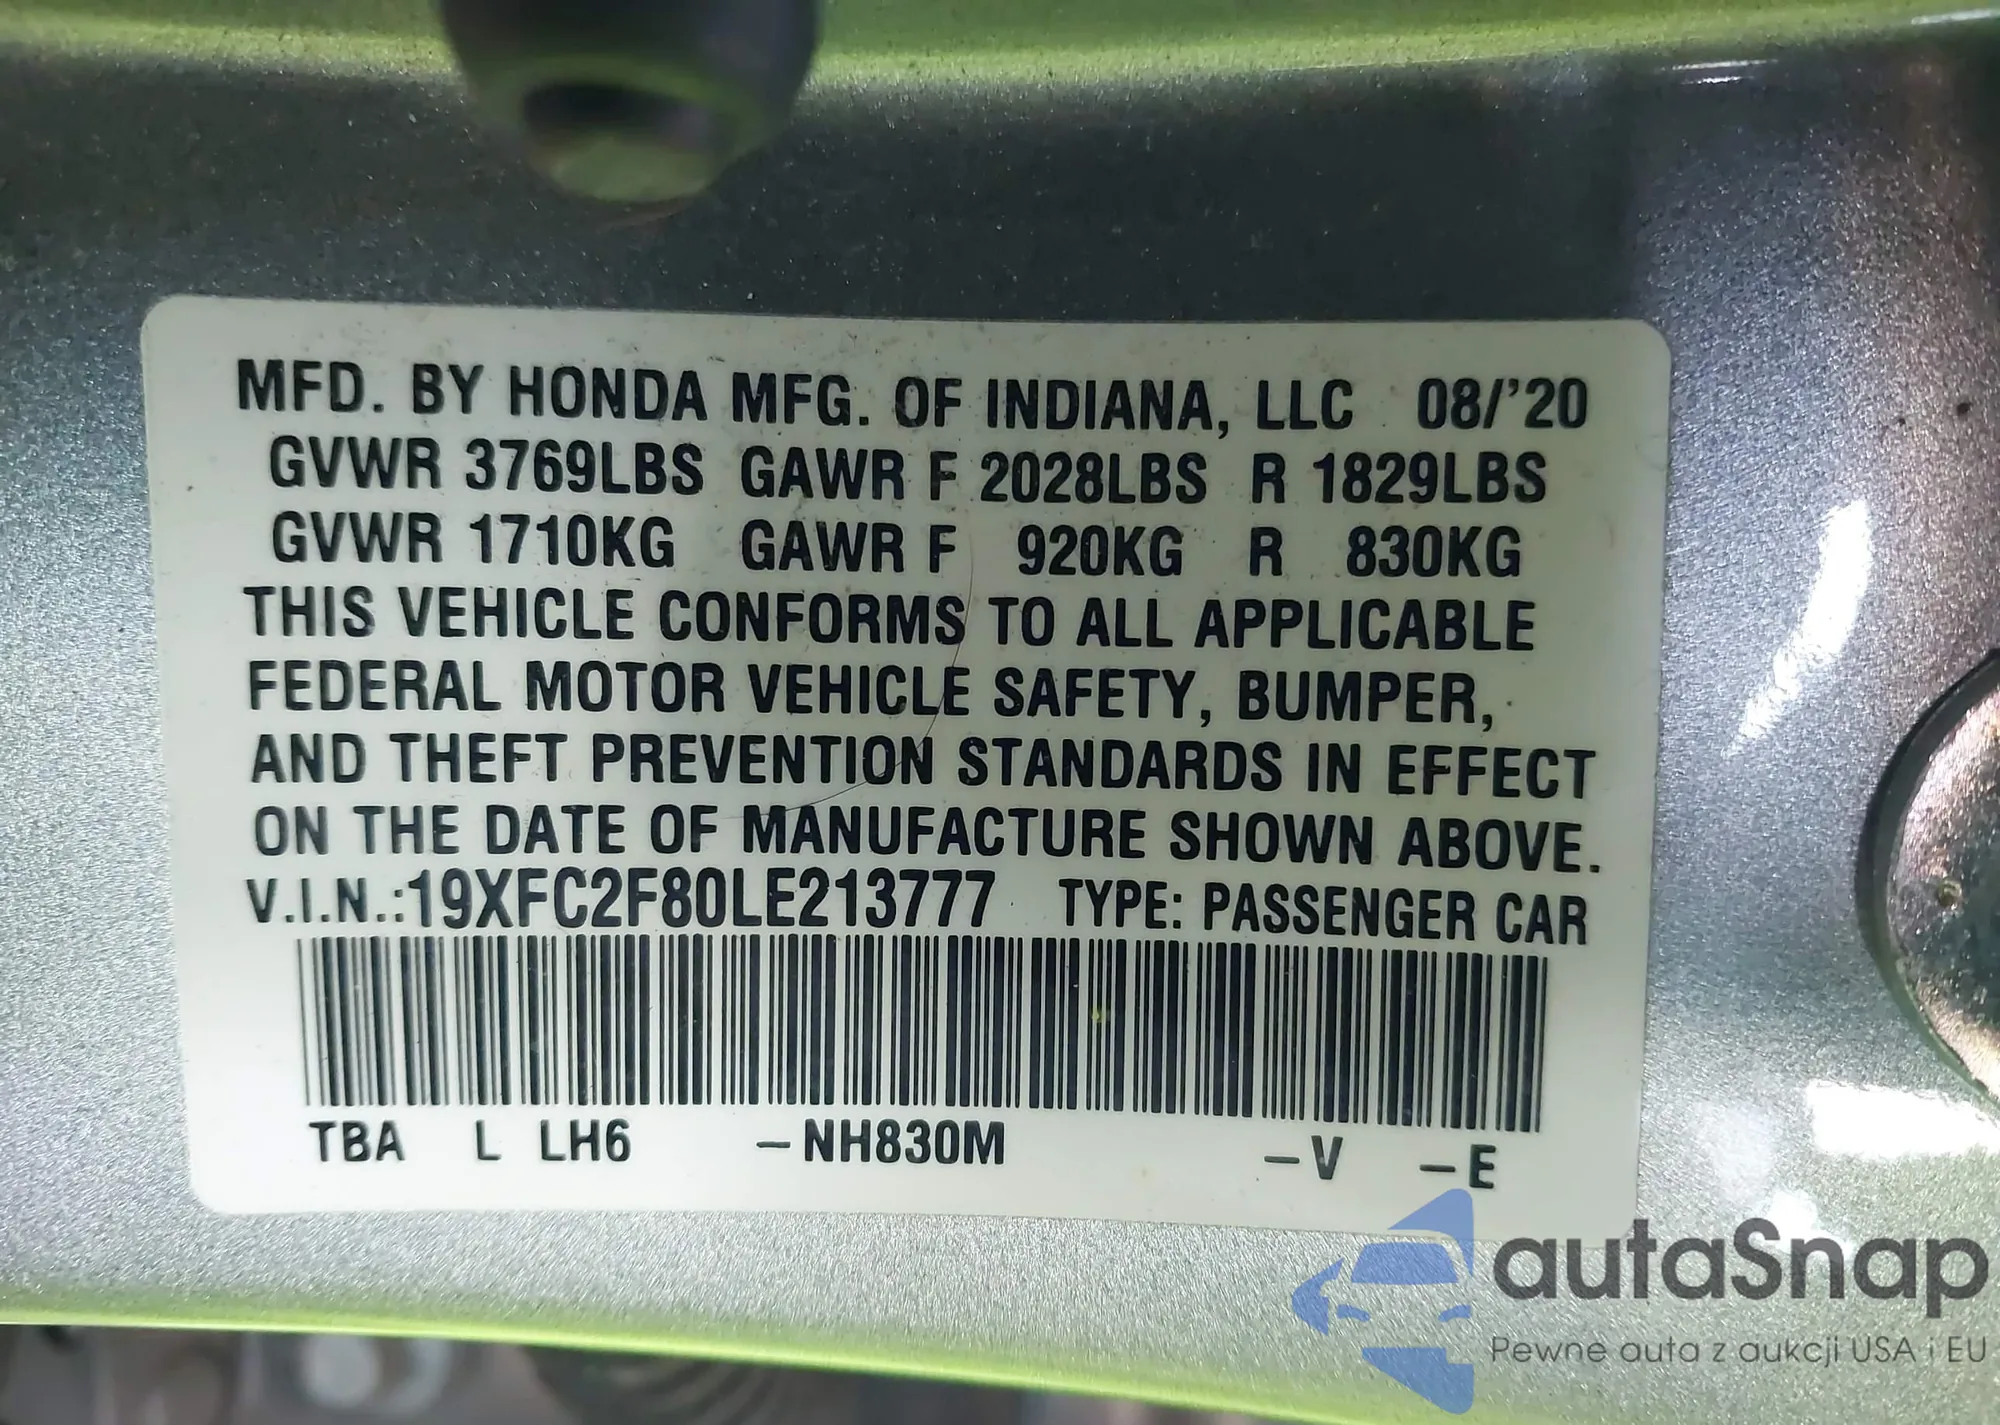 MFD. BY HONDA MFG. OF INDIANA, LLC 08/'20
GVWR 3769LBS GAWR F 2028LBS R 1829LBS
GVWR 1710KG GAWR F 920KG R 830KG
THIS VEHICLE CONFORMS TO ALL APPLICABLE
FEDERAL MOTOR VEHICLE SAFETY, BUMPER,
AND THEFT PREVENTION STANDARDS IN EFFECT
ON THE DATE OF MANUFACTURE SHOWN ABOVE.
V.I.N.:19XFC2F80LE213777 TYPE: PASSENGER CAR
TBA L LH6 -NH830M -V -E
autaSnap
Pewne auta z aukcji USA i EU